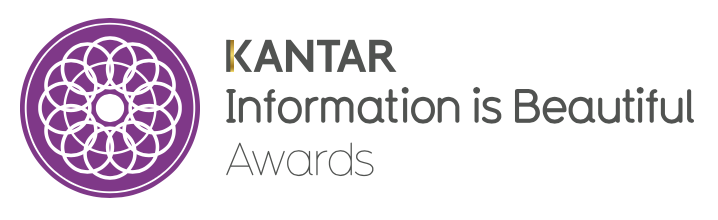 KANTAR
Information is Beautiful
Awards